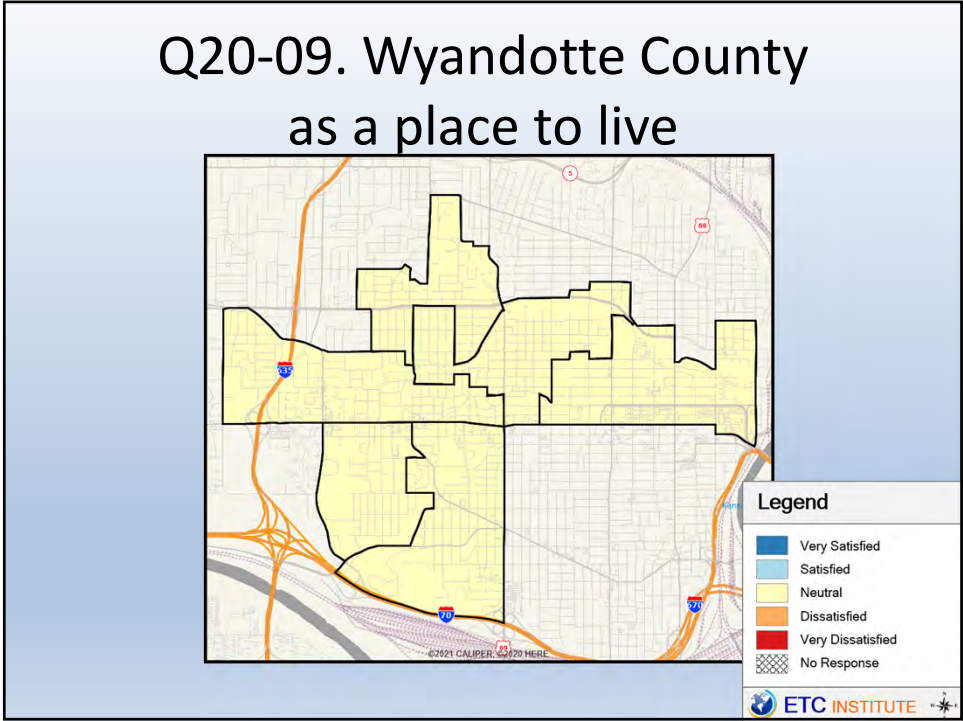 Q20-09. Wyandotte County
as a place to live
5
69
635
70
670
69
©2021 CALIPER; ©2020 HERE
Legend
Very Satisfied
Satisfied
Neutral
Dissatisfied
Very Dissatisfied
No Response
ETC INSTITUTE